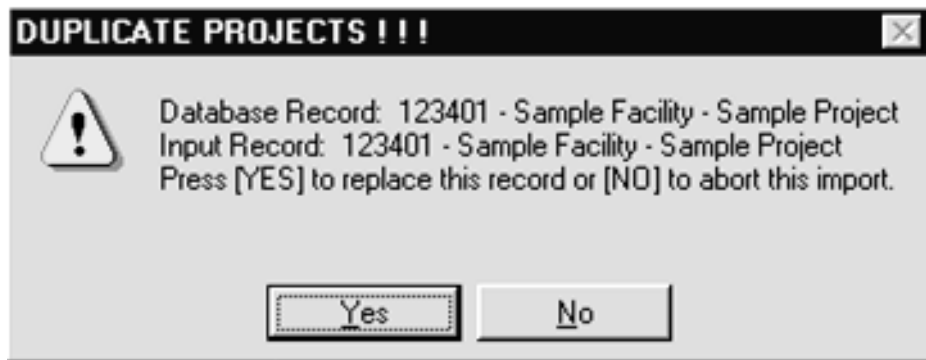 DUPLICATE PROJECTS ! ! !
Database Record:  123401 - Sample Facility - Sample Project
Input Record:  123401 - Sample Facility - Sample Project
Press [YES] to replace this record or [NO] to abort this import.
Yes No